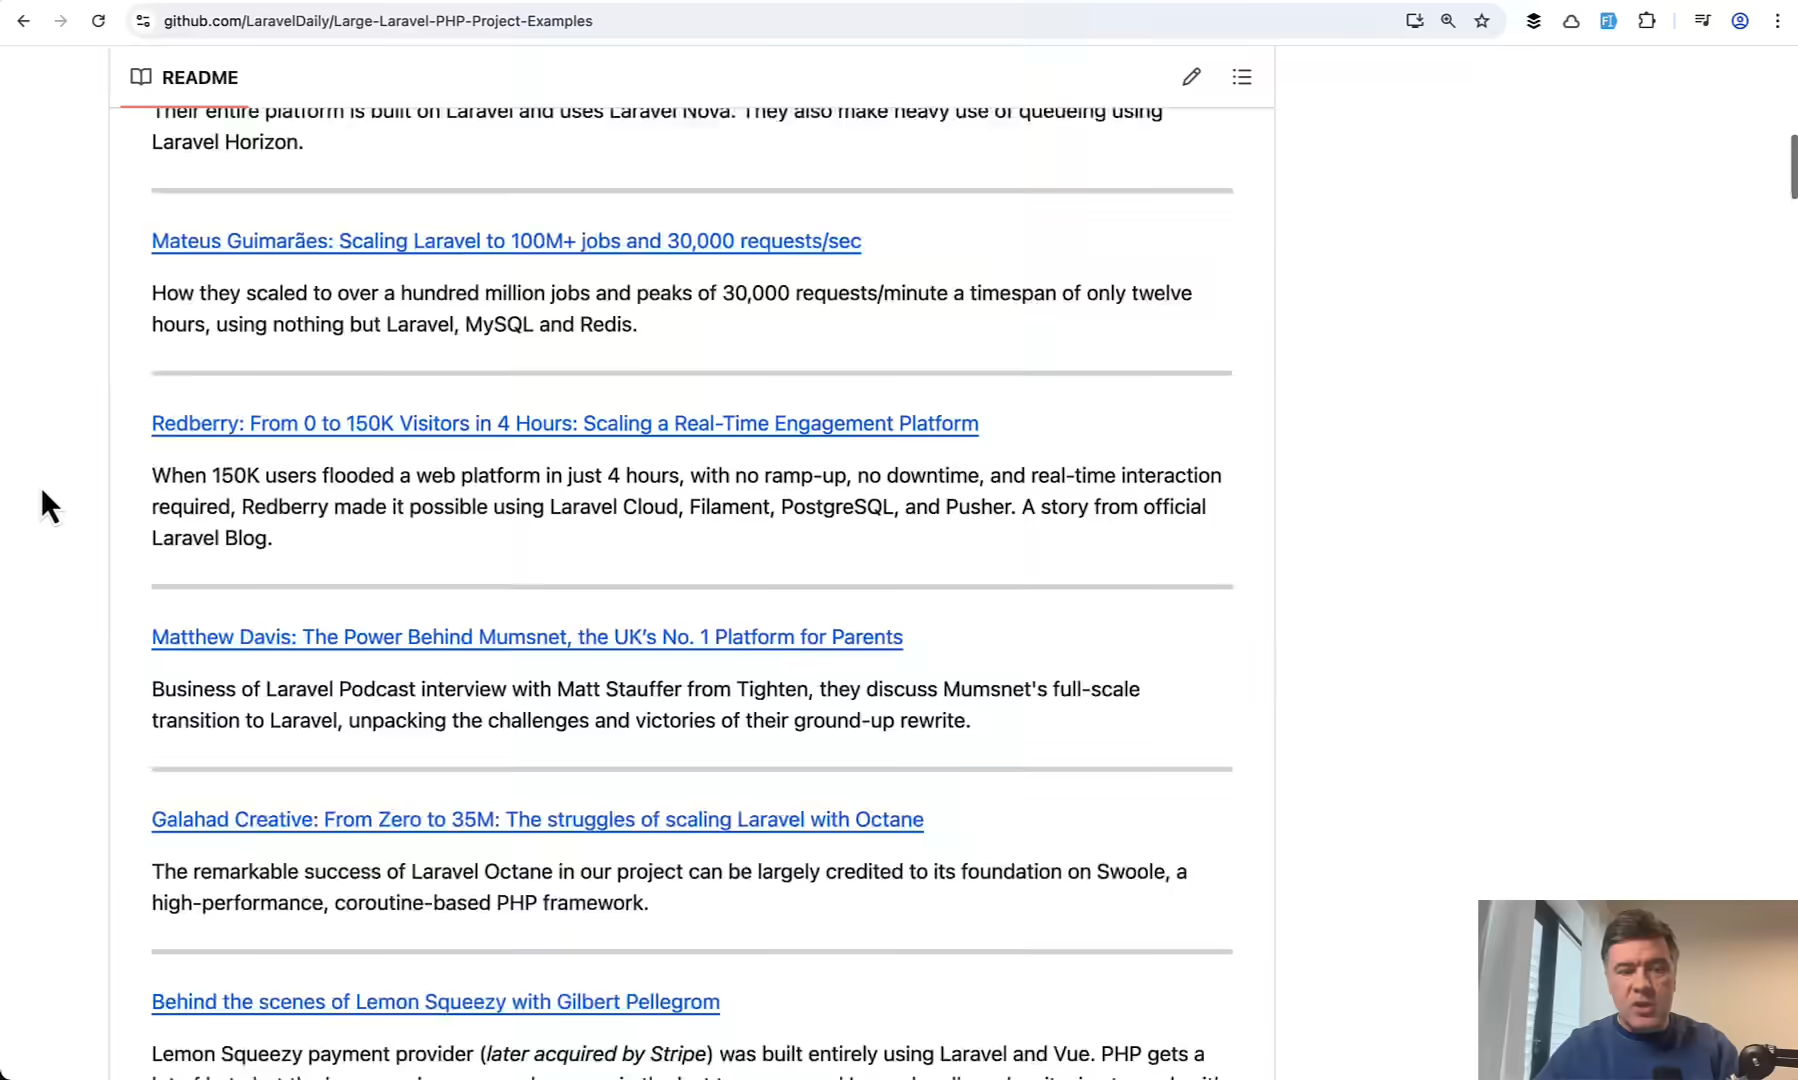 github.com/LaravelDaily/Large-Laravel-PHP-Project-Examples
README
Their entire platform is built on Laravel and uses Laravel Nova. They also make heavy use of queueing using
Laravel Horizon.
Mateus Guimarães: Scaling Laravel to 100M+ jobs and 30,000 requests/sec
How they scaled to over a hundred million jobs and peaks of 30,000 requests/minute a timespan of only twelve
hours, using nothing but Laravel, MySQL and Redis.
Redberry: From 0 to 150K Visitors in 4 Hours: Scaling a Real-Time Engagement Platform
When 150K users flooded a web platform in just 4 hours, with no ramp-up, no downtime, and real-time interaction
required, Redberry made it possible using Laravel Cloud, Filament, PostgreSQL, and Pusher. A story from official
Laravel Blog.
Matthew Davis: The Power Behind Mumsnet, the UK’s No. 1 Platform for Parents
Business of Laravel Podcast interview with Matt Stauffer from Tighten, they discuss Mumsnet's full-scale
transition to Laravel, unpacking the challenges and victories of their ground-up rewrite.
Galahad Creative: From Zero to 35M: The struggles of scaling Laravel with Octane
The remarkable success of Laravel Octane in our project can be largely credited to its foundation on Swoole, a
high-performance, coroutine-based PHP framework.
Behind the scenes of Lemon Squeezy with Gilbert Pellegrom
Lemon Squeezy payment provider (later acquired by Stripe) was built entirely using Laravel and Vue. PHP gets a